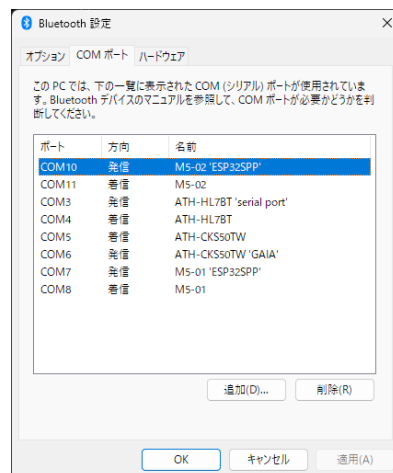 Bluetooth 設定
オプション COM ポート ハードウェア
この PC では、下の一覧に表示された COM (シリアル) ポートが使用されていま
す。Bluetooth デバイスのマニュアルを参照して、COM ポートが必要かどうかを判
断してください。
ポート 方向 名前
COM10 発信 M5-02 'ESP32SPP'
COM11 着信 M5-02
COM3 発信 ATH-HL7BT 'serial port'
COM4 着信 ATH-HL7BT
COM5 着信 ATH-CKS50TW
COM6 発信 ATH-CKS50TW 'GAIA'
COM7 発信 M5-01 'ESP32SPP'
COM8 着信 M5-01
追加(D)... 削除(R)
OK キャンセル 適用(A)